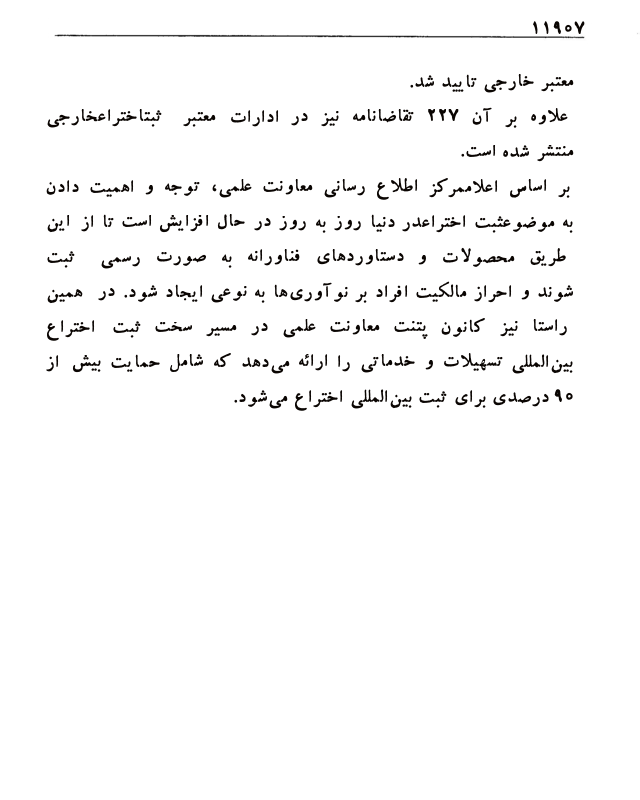 ۱۱۹۰۷
معتبر خارجی تایید شد.
علاوه بر آن ۲۲۷ تقاضانامه نیز در ادارات معتبر ثبتاختراعخارجی
منتشر شده است.
بر اساس اعلاممرکز اطلاع رسانی معاونت علمی، توجه و اهمیت دادن
به موضوعثبت اختراعدر دنیا روز به روز در حال افزایش است تا از این
طریق محصولات و دستاوردهای فناورانه به صورت رسمی ثبت
شوند و احراز مالکیت افراد بر نوآوری‌ها به نوعی ایجاد شود. در همین
راستا نیز کانون پتنت معاونت علمی در مسیر سخت ثبت اختراع
بین‌المللی تسهیلات و خدماتی را ارائه می‌دهد که شامل حمایت بیش از
۹۰ درصدی برای ثبت بین‌المللی اختراع می‌شود.